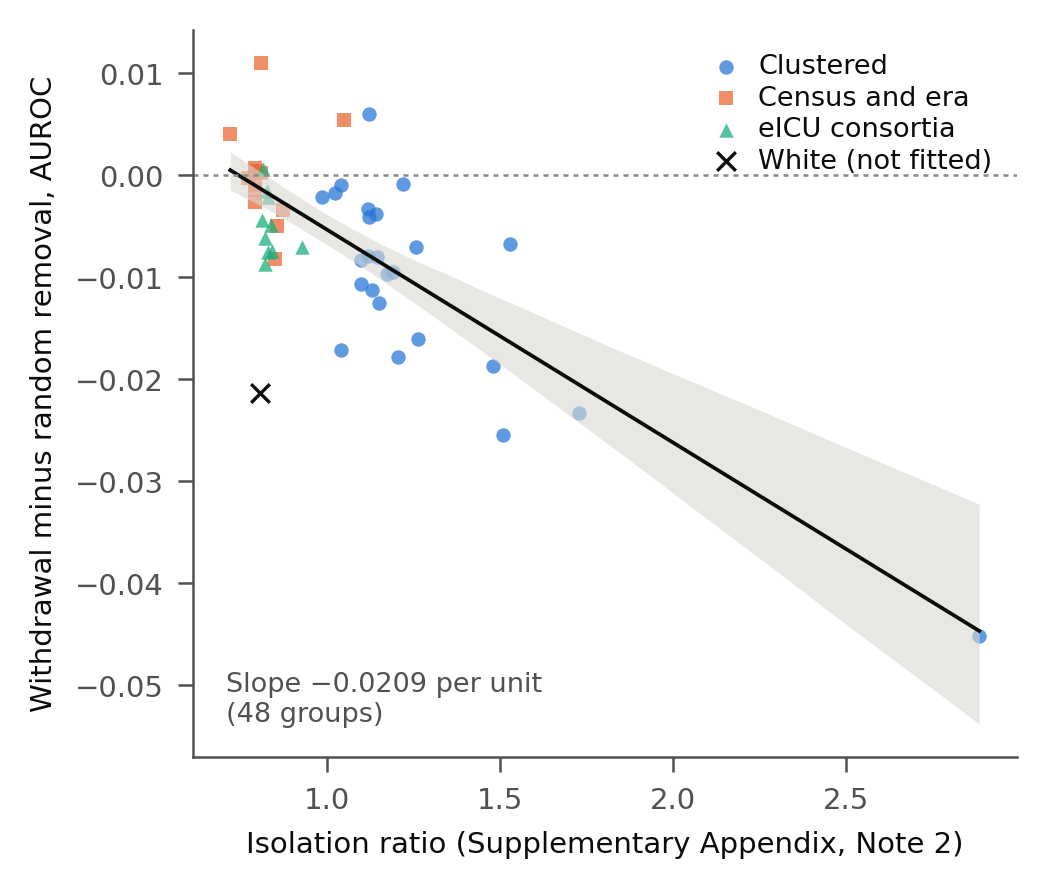 Withdrawal minus random removal, AUROC
0.01
0.00
−0.01
−0.02
−0.03
−0.04
−0.05
Clustered
Census and era
eICU consortia
White (not fitted)
Slope −0.0209 per unit
(48 groups)
1.0
1.5
2.0
2.5
Isolation ratio (Supplementary Appendix, Note 2)